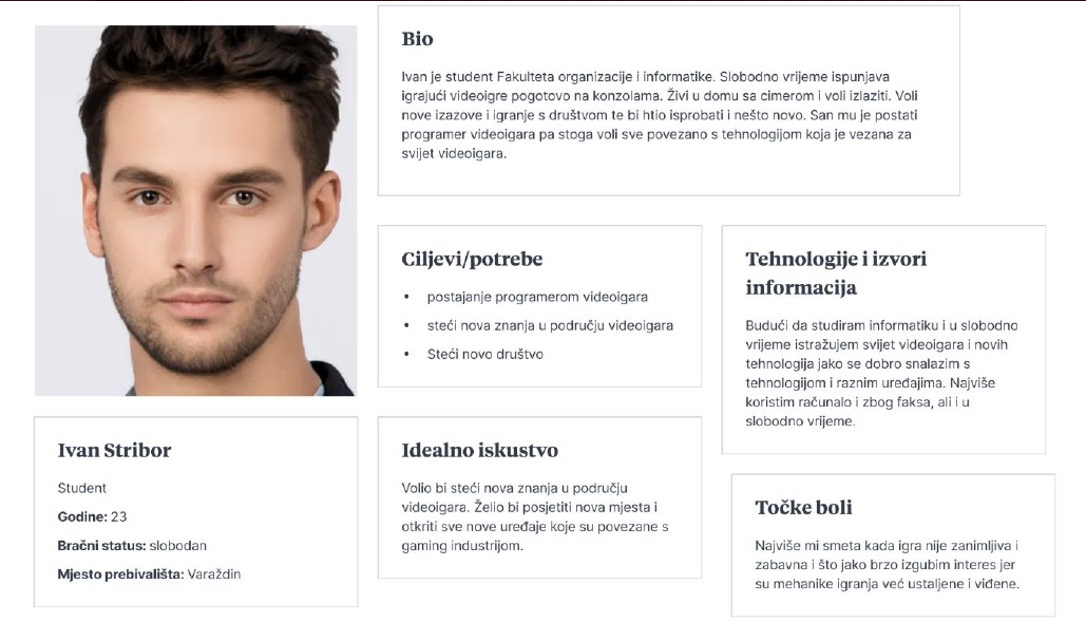 Bio
Ivan je student Fakulteta organizacije i informatike. Slobodno vrijeme ispunjava
igrajući videoigre pogotovo na konzolama. Živi u domu sa cimerom i voli izlaziti. Voli
nove izazove i igranje s društvom te bi htio isprobati i nešto novo. San mu je postati
programer videoigara pa stoga voli sve povezano s tehnologijom koja je vezana za
svijet videoigara.
Ciljevi/potrebe
• postajanje programerom videoigara
• steći nova znanja u području videoigara
• Steći novo društvo
Tehnologije i izvori
informacija
Budući da studiram informatiku i u slobodno
vrijeme istražujem svijet videoigara i novih
tehnologija jako se dobro snalazim s
tehnologijom i raznim uređajima. Najviše
koristim računalo i zbog faksa, ali i u
slobodno vrijeme.
Ivan Stribor
Student
Godine: 23
Bračni status: slobodan
Mjesto prebivališta: Varaždin
Idealno iskustvo
Volio bi steći nova znanja u području
videoigara. Želio bi posjetiti nova mjesta i
otkriti sve nove uređaje koje su povezane s
gaming industrijom.
Točke boli
Najviše mi smeta kada igra nije zanimljiva i
zabavna i što jako brzo izgubim interes jer
su mehanike igranja već ustaljene i viđene.